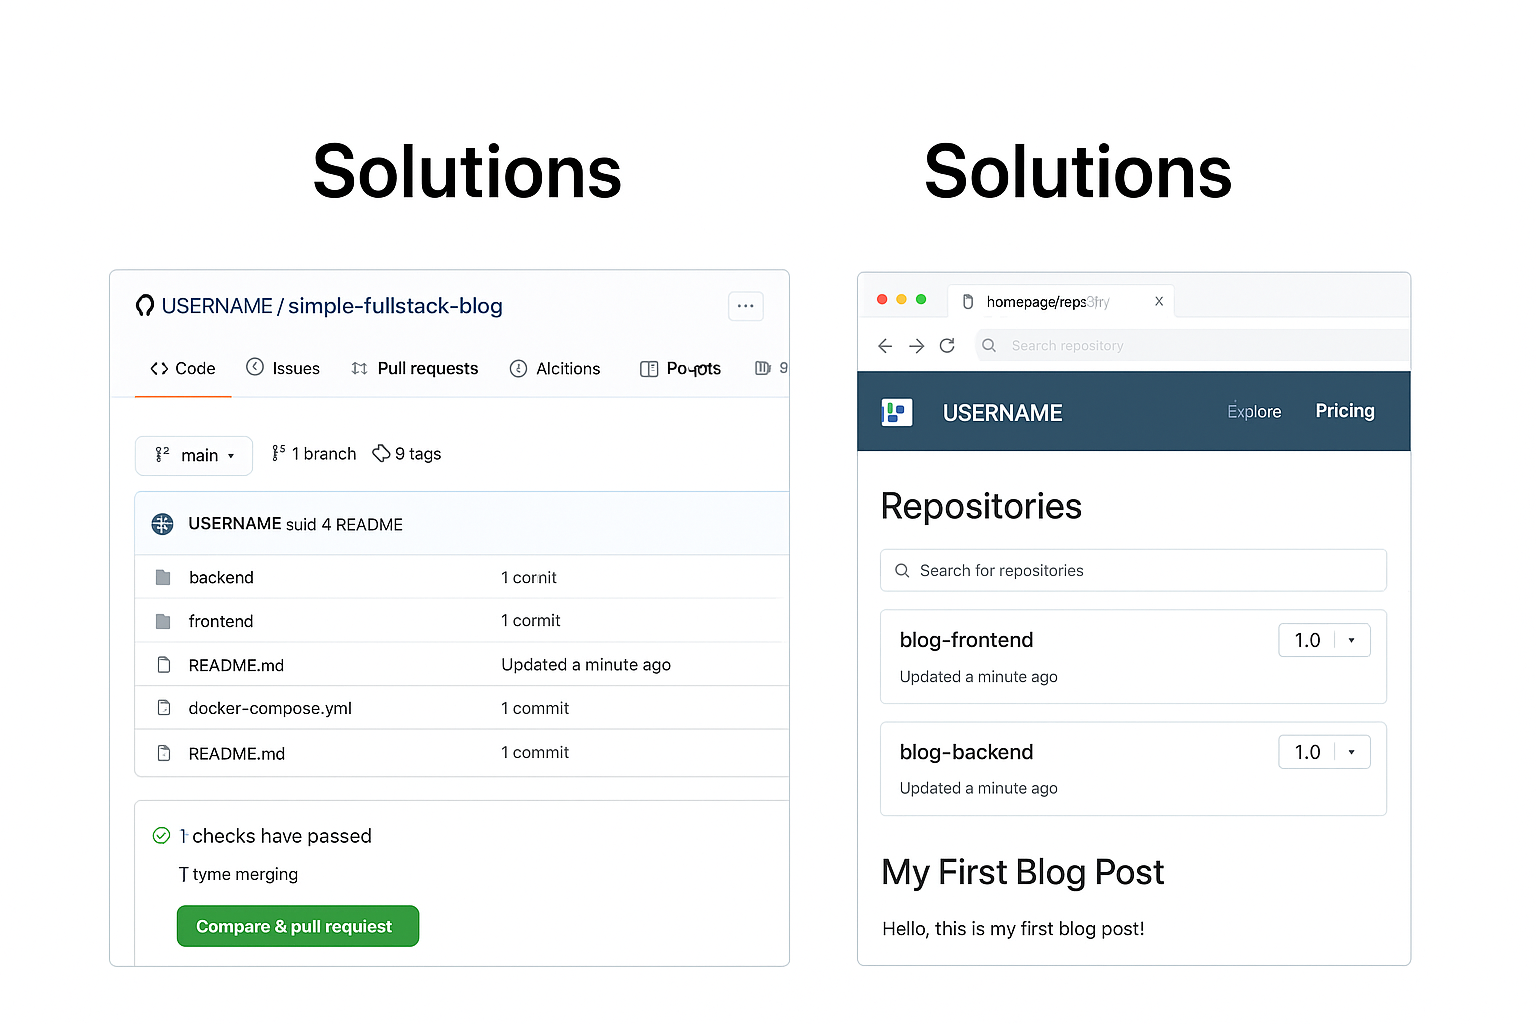 Solutions
USERNAME / simple-fullstack-blog
Code Issues Pull requests Alcitions
main 1 branch 9 tags
USERNAME suid 4 README
backend 1 cornit
frontend 1 cormit
README.md Updated a minute ago
docker-compose.yml 1 commit
README.md 1 commit
1 checks have passed
T tyme merging
Compare & pull requiest
Solutions
homepage/reps X
Search repository
USERNAME Explore Pricing
Repositories
Search for repositories
blog-frontend 1.0
Updated a minute ago
blog-backend 1.0
Updated a minute ago
My First Blog Post
Hello, this is my first blog post!